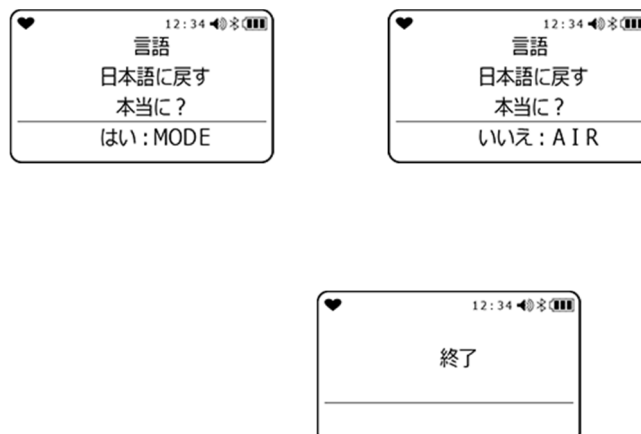 12:34
言語
日本語に戻す
本当に？
はい：MODE
12:34
言語
日本語に戻す
本当に？
いいえ：AIR
12:34
終了